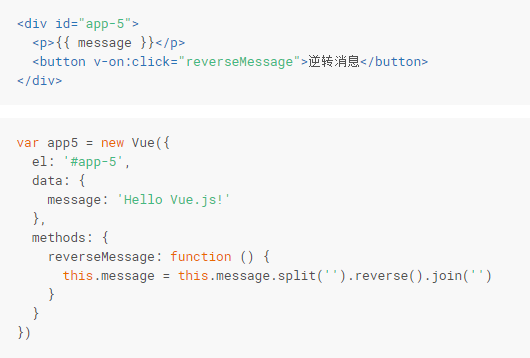 <div id="app-5">
  <p>{{ message }}</p>
  <button v-on:click="reverseMessage">逆转消息</button>
</div>
var app5 = new Vue({
  el: '#app-5',
  data: {
    message: 'Hello Vue.js!'
  },
  methods: {
    reverseMessage: function () {
      this.message = this.message.split('').reverse().join('')
    }
  }
})